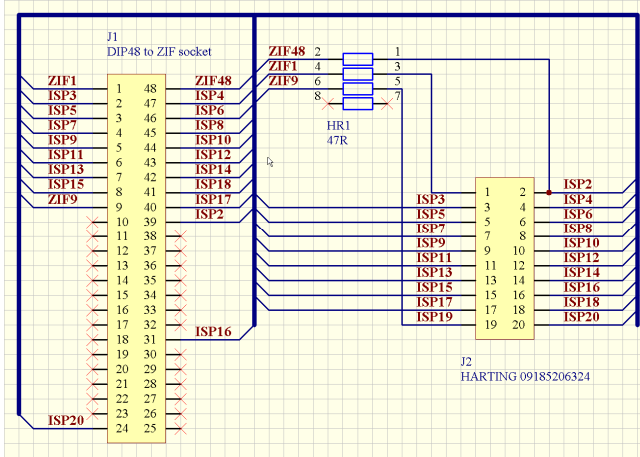 J1
DIP48 to ZIF socket
ZIF1 1 48 ZIF48
ISP3 2 47 ISP4
ISP5 3 46 ISP6
ISP7 4 45 ISP8
ISP9 5 44 ISP10
ISP11 6 43 ISP12
ISP13 7 42 ISP14
ISP15 8 41 ISP18
ZIF9 9 40 ISP17
10 39 ISP2
11 38
12 37
13 36
14 35
15 34
16 33
17 32
18 31 ISP16
19 30
20 29
21 28
22 27
23 26
ISP20 24 25
ZIF48 2 1
ZIF1 4 3
ZIF9 6 5
8 7
HR1
47R
1 2 ISP2
ISP3 3 4 ISP4
ISP5 5 6 ISP6
ISP7 7 8 ISP8
ISP9 9 10 ISP10
ISP11 11 12 ISP12
ISP13 13 14 ISP14
ISP15 15 16 ISP16
ISP17 17 18 ISP18
ISP19 19 20 ISP20
J2
HARTING 09185206324